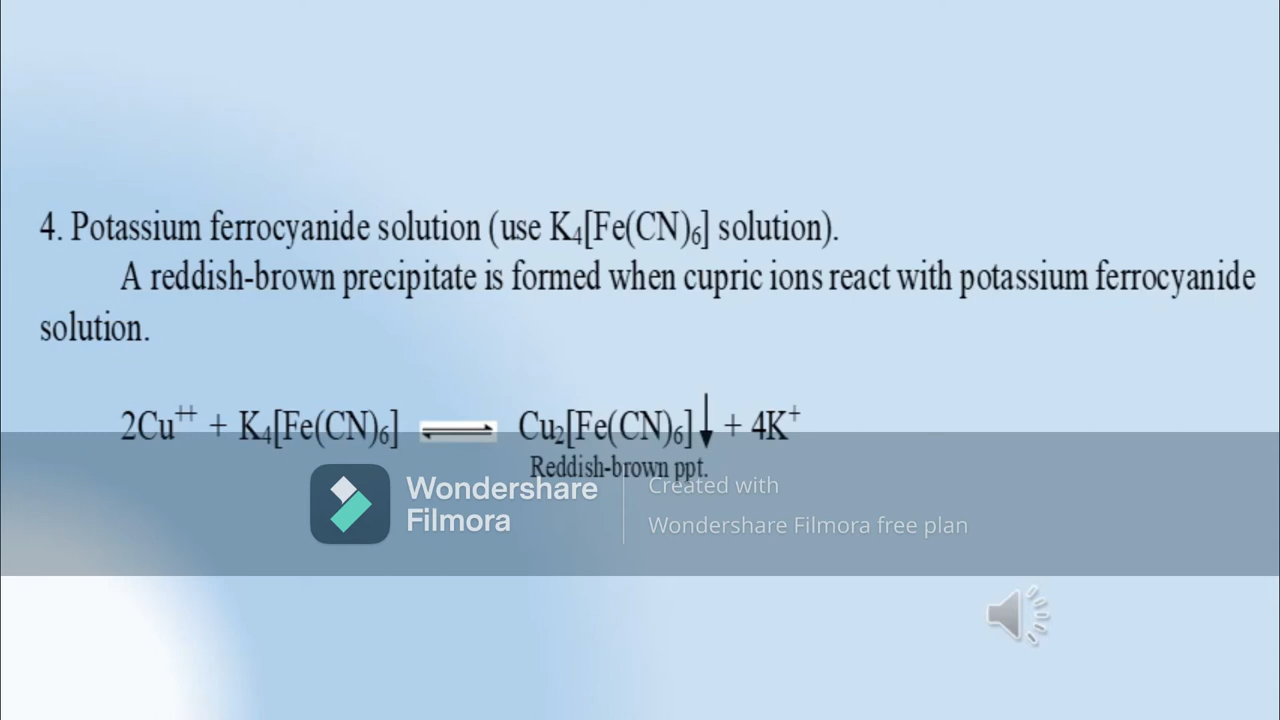 4. Potassium ferrocyanide solution (use K₄[Fe(CN)₆] solution).
A reddish-brown precipitate is formed when cupric ions react with potassium ferrocyanide
solution.
2Cu⁺⁺ + K₄[Fe(CN)₆] ⇌ Cu₂[Fe(CN)₆]↓ + 4K⁺
Reddish-brown ppt.
Wondershare
Filmora
Created with
Wondershare Filmora free plan